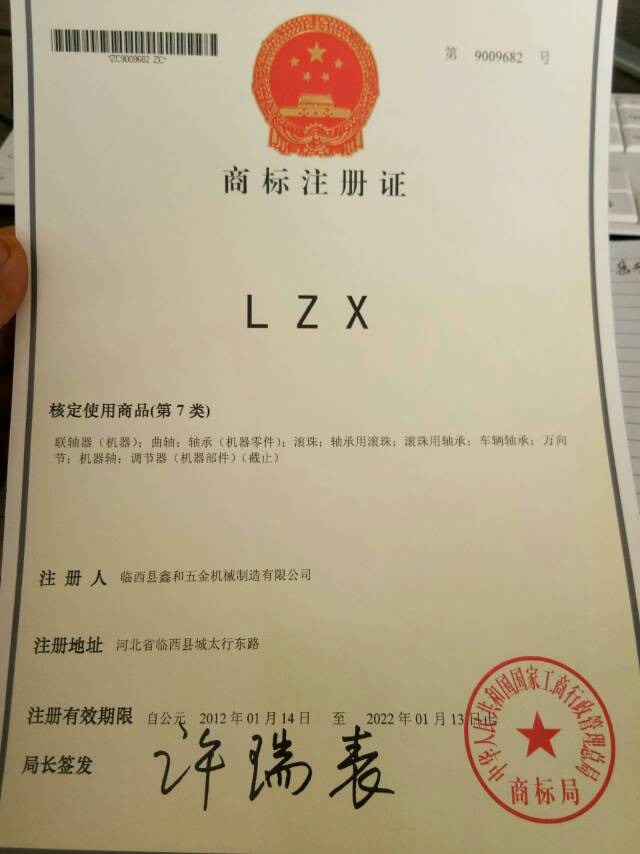 *ZC9009682 ZC*
第 9009682 号
商标注册证
LZX
核定使用商品(第7类)
联轴器（机器）；曲轴；轴承（机器零件）；滚珠；轴承用滚珠；滚珠用轴承；车辆轴承；万向
节；机器轴；调节器（机器部件）（截止）
注册人 临西县鑫和五金机械制造有限公司
注册地址 河北省临西县城太行东路
注册有效期限 自公元 2012年01月14日 至 2022年01月13日止
局长签发 许瑞表
中华人民共和国国家工商行政管理总局
商标局